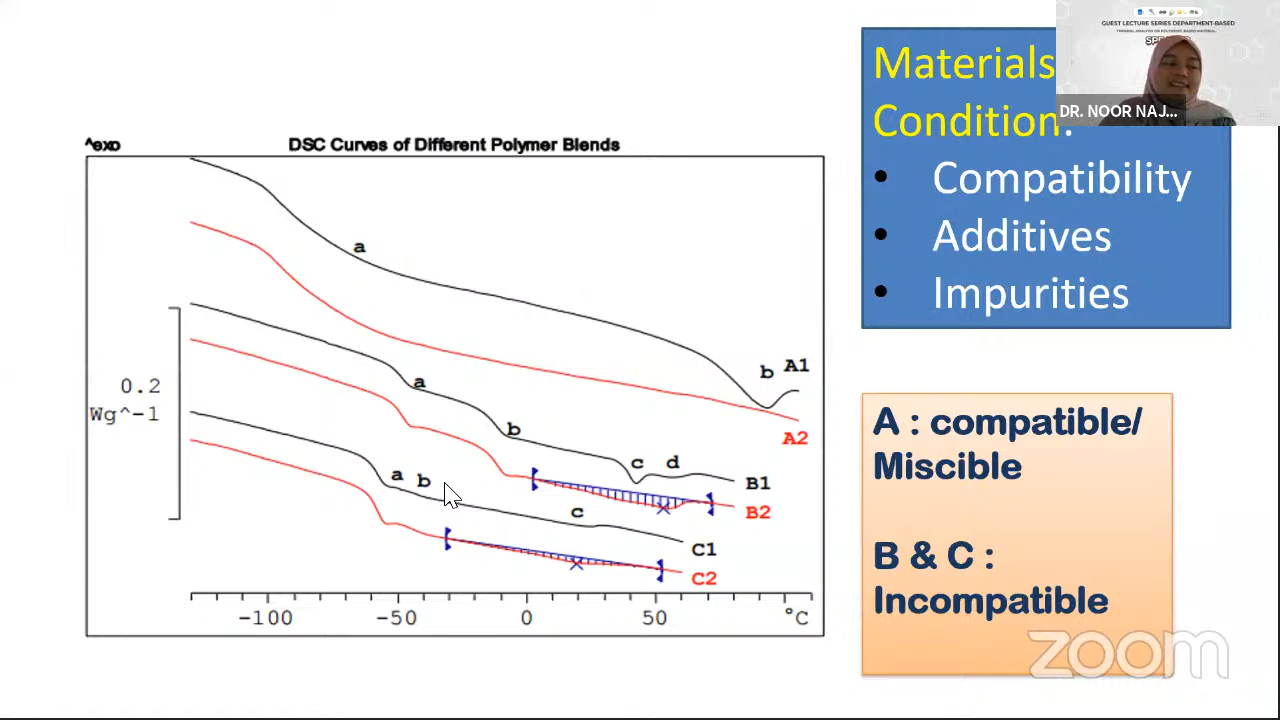 GUEST LECTURE SERIES DEPARTMENT-BASED
THERMAL ANALYSIS ON POLYMERIC-BASED MATERIAL
DR. NOOR NAJ...
Materials
Condition:
• Compatibility
• Additives
• Impurities
^exo
DSC Curves of Different Polymer Blends
a
b A1
A2
0.2
Wg^-1
a
b
c d
B1
B2
a b
c
C1
C2
-100 -50 0 50 °C
A : compatible/
Miscible
B & C :
Incompatible
zoom